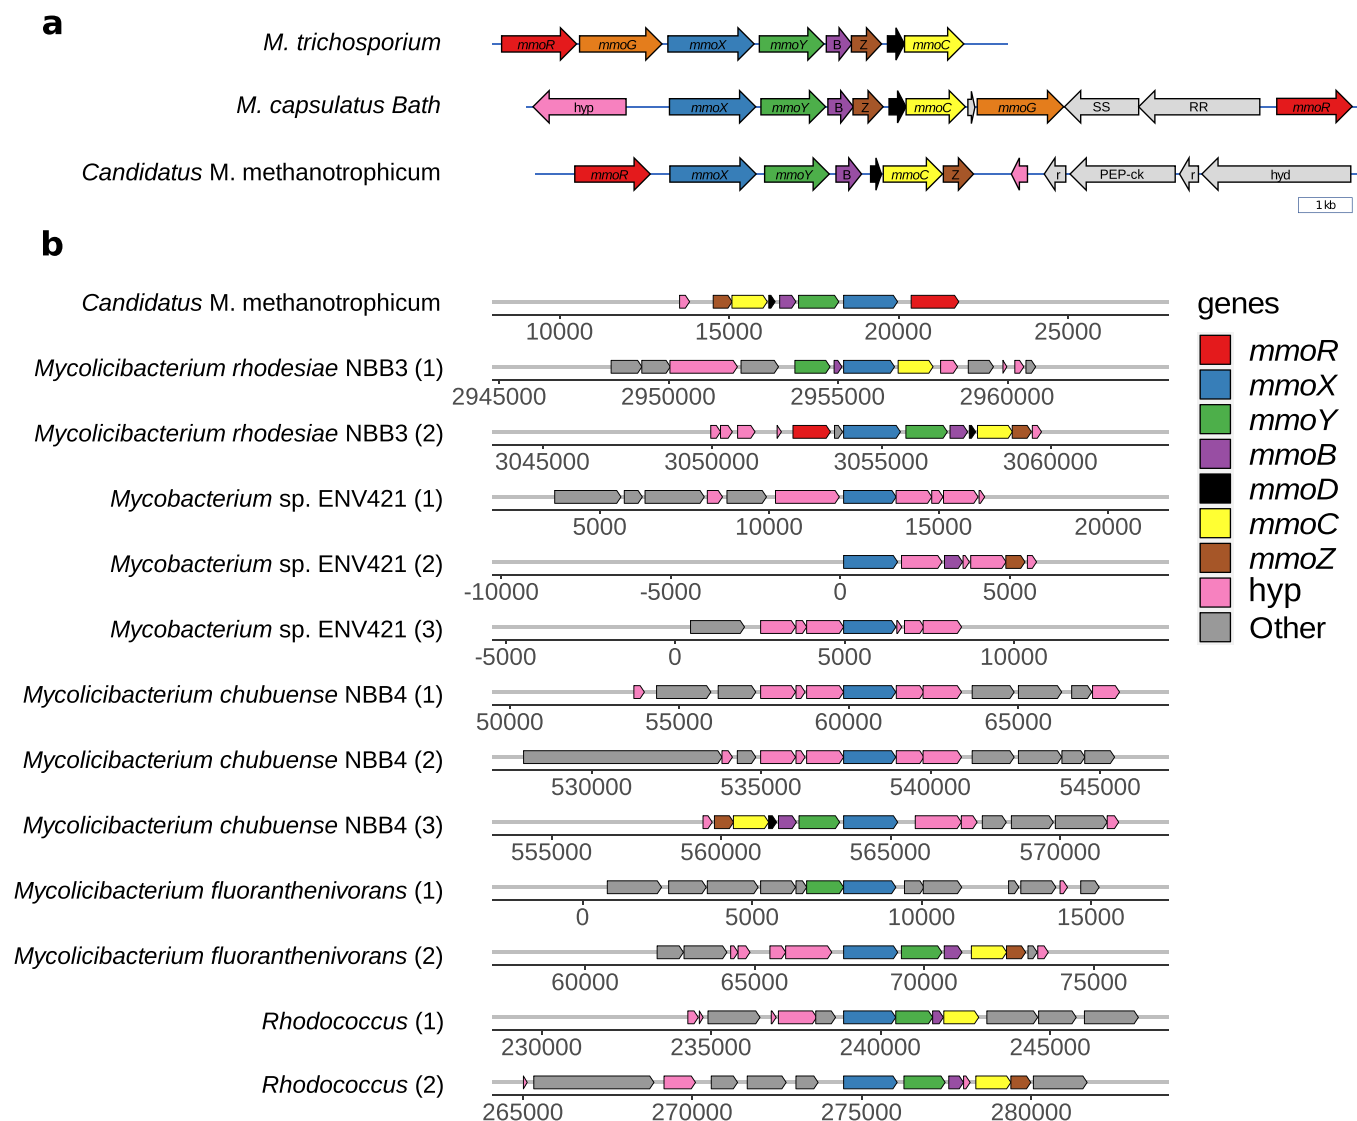 a
M. trichosporium
mmoR mmoG mmoX mmoY B Z mmoC
M. capsulatus Bath
hyp mmoX mmoY B Z mmoC mmoG SS RR mmoR
Candidatus M. methanotrophicum
mmoR mmoX mmoY B mmoC Z r PEP-ck r hyd
1 kb
b
Candidatus M. methanotrophicum
10000 15000 20000 25000
Mycolicibacterium rhodesiae NBB3 (1)
2945000 2950000 2955000 2960000
Mycolicibacterium rhodesiae NBB3 (2)
3045000 3050000 3055000 3060000
Mycobacterium sp. ENV421 (1)
5000 10000 15000 20000
Mycobacterium sp. ENV421 (2)
-10000 -5000 0 5000
Mycobacterium sp. ENV421 (3)
-5000 0 5000 10000
Mycolicibacterium chubuense NBB4 (1)
50000 55000 60000 65000
Mycolicibacterium chubuense NBB4 (2)
530000 535000 540000 545000
Mycolicibacterium chubuense NBB4 (3)
555000 560000 565000 570000
Mycolicibacterium fluoranthenivorans (1)
0 5000 10000 15000
Mycolicibacterium fluoranthenivorans (2)
60000 65000 70000 75000
Rhodococcus (1)
230000 235000 240000 245000
Rhodococcus (2)
265000 270000 275000 280000
genes
mmoR
mmoX
mmoY
mmoB
mmoD
mmoC
mmoZ
hyp
Other